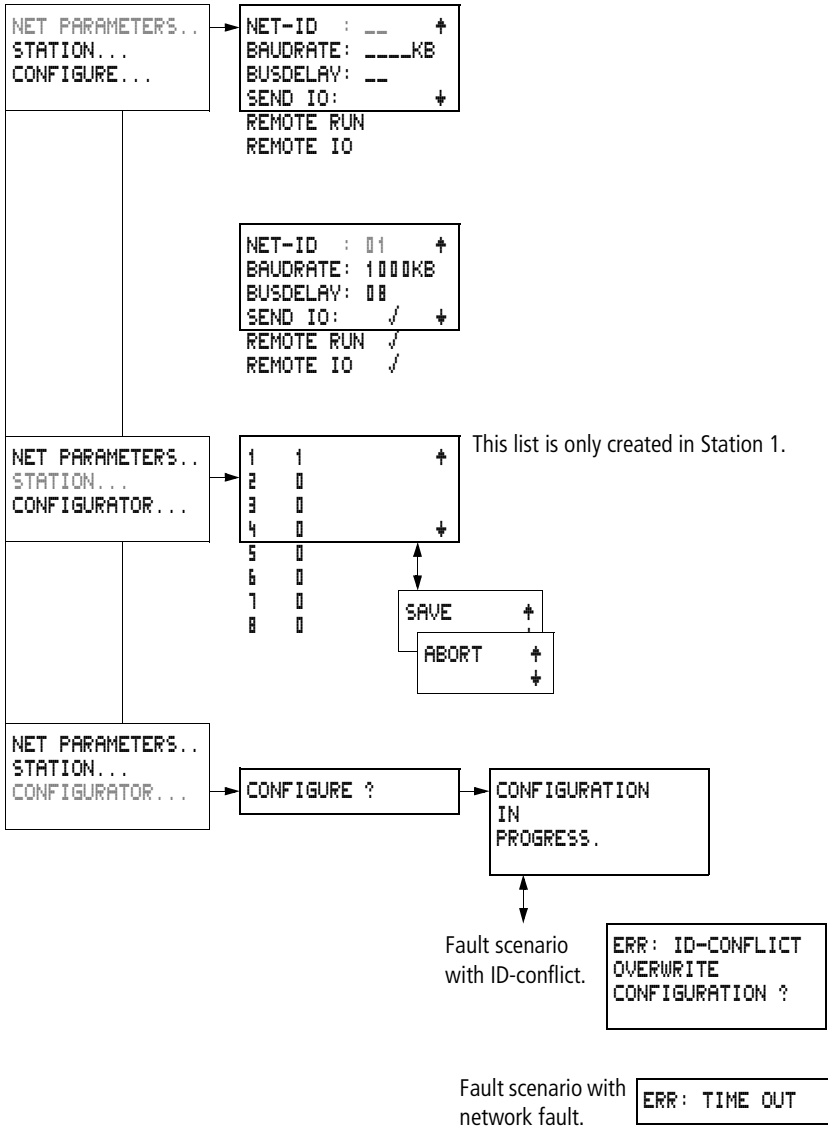 NET PARAMETERS..
STATION...
CONFIGURE...
NET-ID : __
BAUDRATE: ____KB
BUSDELAY: __
SEND IO:
REMOTE RUN
REMOTE IO
NET-ID : 01
BAUDRATE: 1000KB
BUSDELAY: 08
SEND IO: √
REMOTE RUN √
REMOTE IO √
NET PARAMETERS..
STATION...
CONFIGURATOR...
1 1
2 0
3 0
4 0
5 0
6 0
7 0
8 0
This list is only created in Station 1.
SAVE
ABORT
NET PARAMETERS..
STATION...
CONFIGURATOR...
CONFIGURE ?
CONFIGURATION
IN
PROGRESS.
Fault scenario
with ID-conflict.
ERR: ID-CONFLICT
OVERWRITE
CONFIGURATION ?
Fault scenario with
network fault.
ERR: TIME OUT